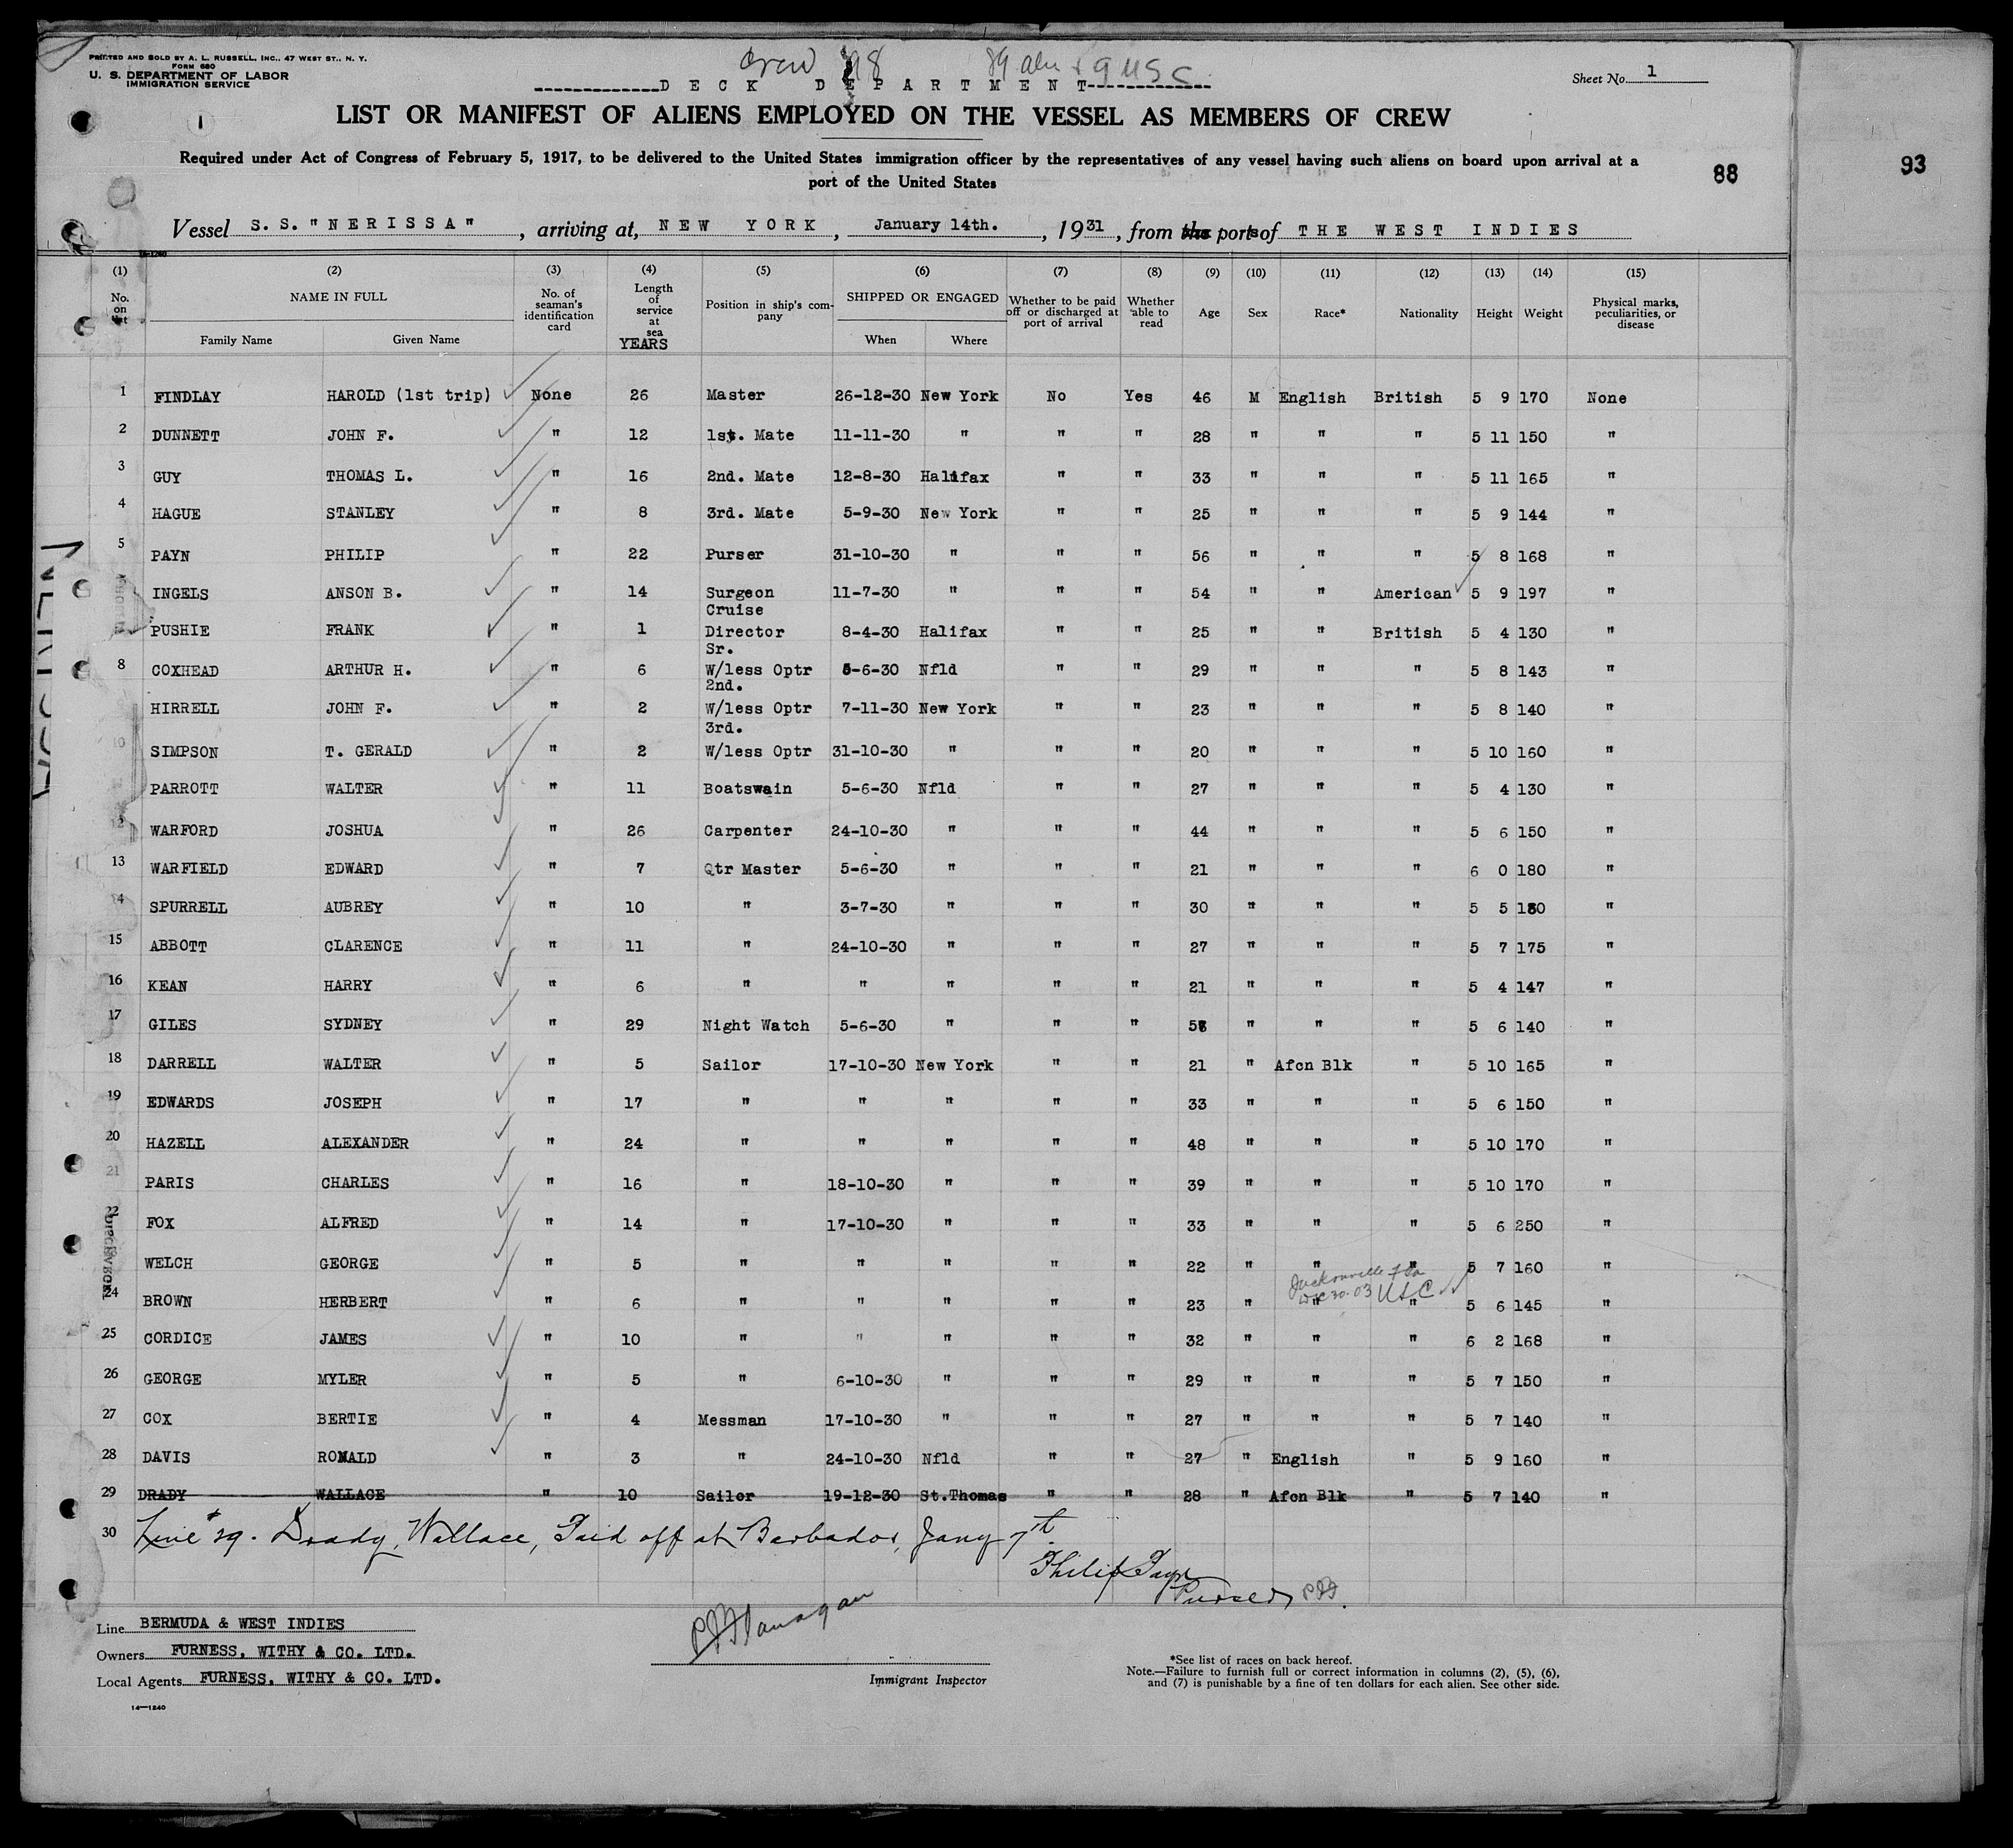 PRINTED AND SOLD BY A. L. RUSSELL, INC., 47 WEST ST., N. Y.
FORM 680
U. S. DEPARTMENT OF LABOR
IMMIGRATION SERVICE
Crew 98 89 aln + 9 USC
DECK DEPARTMENT
Sheet No. 1
1
LIST OR MANIFEST OF ALIENS EMPLOYED ON THE VESSEL AS MEMBERS OF CREW
Required under Act of Congress of February 5, 1917, to be delivered to the United States immigration officer by the representatives of any vessel having such aliens on board upon arrival at a
port of the United States
88
93
Vessel S. S. "NERISSA", arriving at, NEW YORK, January 14th., 1931, from the ports of THE WEST INDIES
14-1240
(1) (2) (3) (4) (5) (6) (7) (8) (9) (10) (11) (12) (13) (14) (15)
No. on list NAME IN FULL Family Name Given Name No. of seaman's identification card Length of service at sea YEARS Position in ship's company SHIPPED OR ENGAGED When Where Whether to be paid off or discharged at port of arrival Whether able to read Age Sex Race* Nationality Height Weight Physical marks, peculiarities, or disease
1 FINDLAY HAROLD (1st trip) None 26 Master 26-12-30 New York No Yes 46 M English British 5 9 170 None
2 DUNNETT JOHN F. " 12 1st. Mate 11-11-30 " " " 28 " " " 5 11 150 "
3 GUY THOMAS L. " 16 2nd. Mate 12-8-30 Halifax " " 33 " " " 5 11 165 "
4 HAGUE STANLEY " 8 3rd. Mate 5-9-30 New York " " 25 " " " 5 9 144 "
5 PAYN PHILIP " 22 Purser 31-10-30 " " " 56 " " " 5 8 168 "
INGELS ANSON B. " 14 Surgeon 11-7-30 " " " 54 " " American 5 9 197 "
PUSHIE FRANK " 1 Cruise Director 8-4-30 Halifax " " 25 " " British 5 4 130 "
8 COXHEAD ARTHUR H. " 6 Sr. W/less Optr 5-6-30 Nfld " " 29 " " " 5 8 143 "
HIRRELL JOHN F. " 2 2nd. W/less Optr 7-11-30 New York " " 23 " " " 5 8 140 "
10 SIMPSON T. GERALD " 2 3rd. W/less Optr 31-10-30 " " " 20 " " " 5 10 160 "
PARROTT WALTER " 11 Boatswain 5-6-30 Nfld " " 27 " " " 5 4 130 "
12 WARFORD JOSHUA " 26 Carpenter 24-10-30 " " " 44 " " " 5 6 150 "
13 WARFIELD EDWARD " 7 Qtr Master 5-6-30 " " " 21 " " " 6 0 180 "
14 SPURRELL AUBREY " 10 " 3-7-30 " " " 30 " " " 5 5 "
15 ABBOTT CLARENCE " 11 " 24-10-30 " " " 27 " " " 5 7 175 "
16 KEAN HARRY " 6 " " " " " 21 " " " 5 4 147 "
17 GILES SYDNEY " 29 Night Watch 5-6-30 " " " " " " 5 6 140 "
18 DARRELL WALTER " 5 Sailor 17-10-30 New York " " 21 " Afcn Blk " 5 10 165 "
19 EDWARDS JOSEPH " 17 " " " " " 33 " " " 5 6 150 "
20 HAZELL ALEXANDER " 24 " " " " " 48 " " " 5 10 170 "
21 PARIS CHARLES " 16 " 18-10-30 " " " 39 " " " 5 10 170 "
22 FOX ALFRED " 14 " 17-10-30 " " " 33 " " " 5 6 250 "
WELCH GEORGE " 5 " " " " " 22 " " " 5 7 160 "
Jacksonville Fla
Dec 30-03 USC
24 BROWN HERBERT " 6 " " " " " 23 " " " 5 6 145 "
25 CORDICE JAMES " 10 " " " " " 32 " " " 6 2 168 "
26 GEORGE MYLER " 5 " 6-10-30 " " " 29 " " " 5 7 150 "
27 COX BERTIE " 4 Messman 17-10-30 " " " 27 " " " 5 7 140 "
28 DAVIS RONALD " 3 " 24-10-30 Nfld " " 27 " English " 5 9 160 "
29 DRADY WALLACE " 10 Sailor 19-12-30 St.Thomas " " 28 " Afcn Blk " 5 7 140 "
30 Line #29. Drady, Wallace, Paid off at Barbados, Jany 7th
Philip Payn
Purser
Line BERMUDA & WEST INDIES
Owners FURNESS, WITHY & CO. LTD.
Local Agents FURNESS, WITHY & CO. LTD.
14-1240
PJ Flanagan
Immigrant Inspector
*See list of races on back hereof.
Note.—Failure to furnish full or correct information in columns (2), (5), (6),
and (7) is punishable by a fine of ten dollars for each alien. See other side.